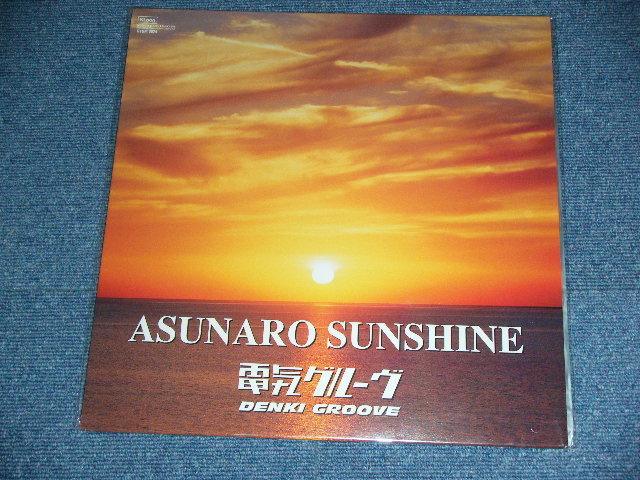 ASUNARO SUNSHINE
電気グルーヴ
DENKI GROOVE